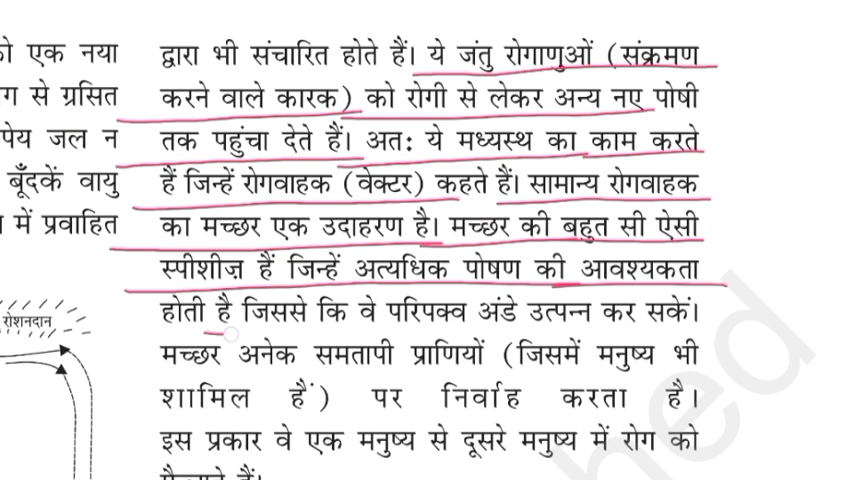 को एक नया
ग से ग्रसित
पेय जल न
बूँदकें वायु
में प्रवाहित
रोशनदान
द्वारा भी संचारित होते हैं। ये जंतु रोगाणुओं (संक्रमण
करने वाले कारक) को रोगी से लेकर अन्य नए पोषी
तक पहुंचा देते हैं। अत: ये मध्यस्थ का काम करते
हैं जिन्हें रोगवाहक (वेक्टर) कहते हैं। सामान्य रोगवाहक
का मच्छर एक उदाहरण है। मच्छर की बहुत सी ऐसी
स्पीशीज़ हैं जिन्हें अत्यधिक पोषण की आवश्यकता
होती है जिससे कि वे परिपक्व अंडे उत्पन्न कर सकें।
मच्छर अनेक समतापी प्राणियों (जिसमें मनुष्य भी
शामिल हैं) पर निर्वाह करता है।
इस प्रकार वे एक मनुष्य से दूसरे मनुष्य में रोग को